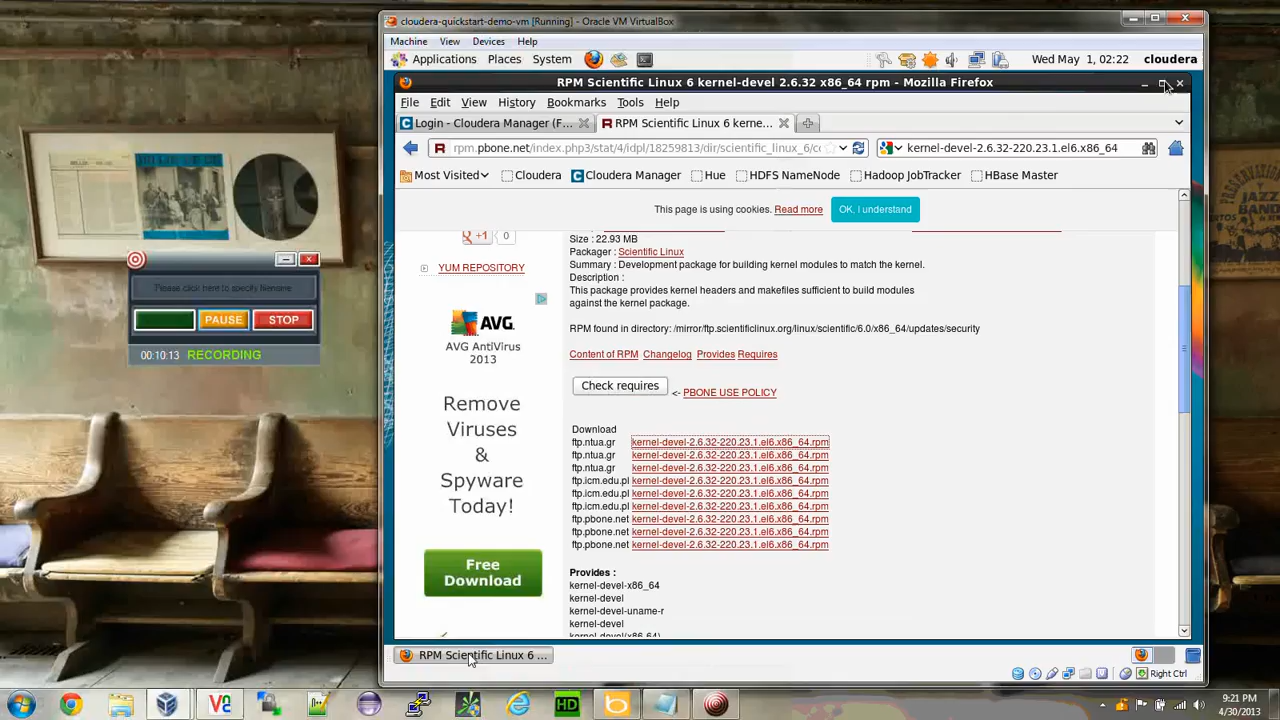 cloudera-quickstart-demo-vm [Running] - Oracle VM VirtualBox
Machine View Devices Help
Applications Places System Wed May 1, 02:22 cloudera
RPM Scientific Linux 6 kernel-devel 2.6.32 x86_64 rpm - Mozilla Firefox
File Edit View History Bookmarks Tools Help
Login - Cloudera Manager (F... RPM Scientific Linux 6 kerne...
rpm.pbone.net/index.php3/stat/4/idpl/18259813/dir/scientific_linux_6/cc kernel-devel-2.6.32-220.23.1.el6.x86_64
Most Visited Cloudera Cloudera Manager Hue HDFS NameNode Hadoop JobTracker HBase Master
This page is using cookies. Read more OK, I understand
+1 0
Size : 22.93 MB
Packager : Scientific Linux
Summary : Development package for building kernel modules to match the kernel.
Description :
This package provides kernel headers and makefiles sufficient to build modules
against the kernel package.
YUM REPOSITORY
RPM found in directory: /mirror/ftp.scientificlinux.org/linux/scientific/6.0/x86_64/updates/security
Content of RPM Changelog Provides Requires
Check requires <- PBONE USE POLICY
AVG.
AVG AntiVirus
2013
Remove
Viruses
&
Spyware
Today!
Free
Download
Download
ftp.ntua.gr kernel-devel-2.6.32-220.23.1.el6.x86_64.rpm
ftp.ntua.gr kernel-devel-2.6.32-220.23.1.el6.x86_64.rpm
ftp.ntua.gr kernel-devel-2.6.32-220.23.1.el6.x86_64.rpm
ftp.icm.edu.pl kernel-devel-2.6.32-220.23.1.el6.x86_64.rpm
ftp.icm.edu.pl kernel-devel-2.6.32-220.23.1.el6.x86_64.rpm
ftp.icm.edu.pl kernel-devel-2.6.32-220.23.1.el6.x86_64.rpm
ftp.pbone.net kernel-devel-2.6.32-220.23.1.el6.x86_64.rpm
ftp.pbone.net kernel-devel-2.6.32-220.23.1.el6.x86_64.rpm
ftp.pbone.net kernel-devel-2.6.32-220.23.1.el6.x86_64.rpm
Provides :
kernel-devel-x86_64
kernel-devel
kernel-devel-uname-r
kernel-devel
kernel-devel(x86-64)
RPM Scientific Linux 6 ...
Right Ctrl
Please click here to specify filename
PAUSE STOP
00:10:13 RECORDING
HD
9:21 PM
4/30/2013